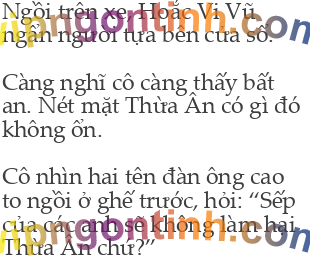 Ngồi trên xe, Hoắc Vi Vũ
ngẩn người tựa bên cửa sổ.
Càng nghĩ cô càng thấy bất
an. Nét mặt Thừa Ân có gì đó
không ổn.
Cô nhìn hai tên đàn ông cao
to ngồi ở ghế trước, hỏi: “Sếp
của các anh sẽ không làm hại
Thừa Ân chứ?”